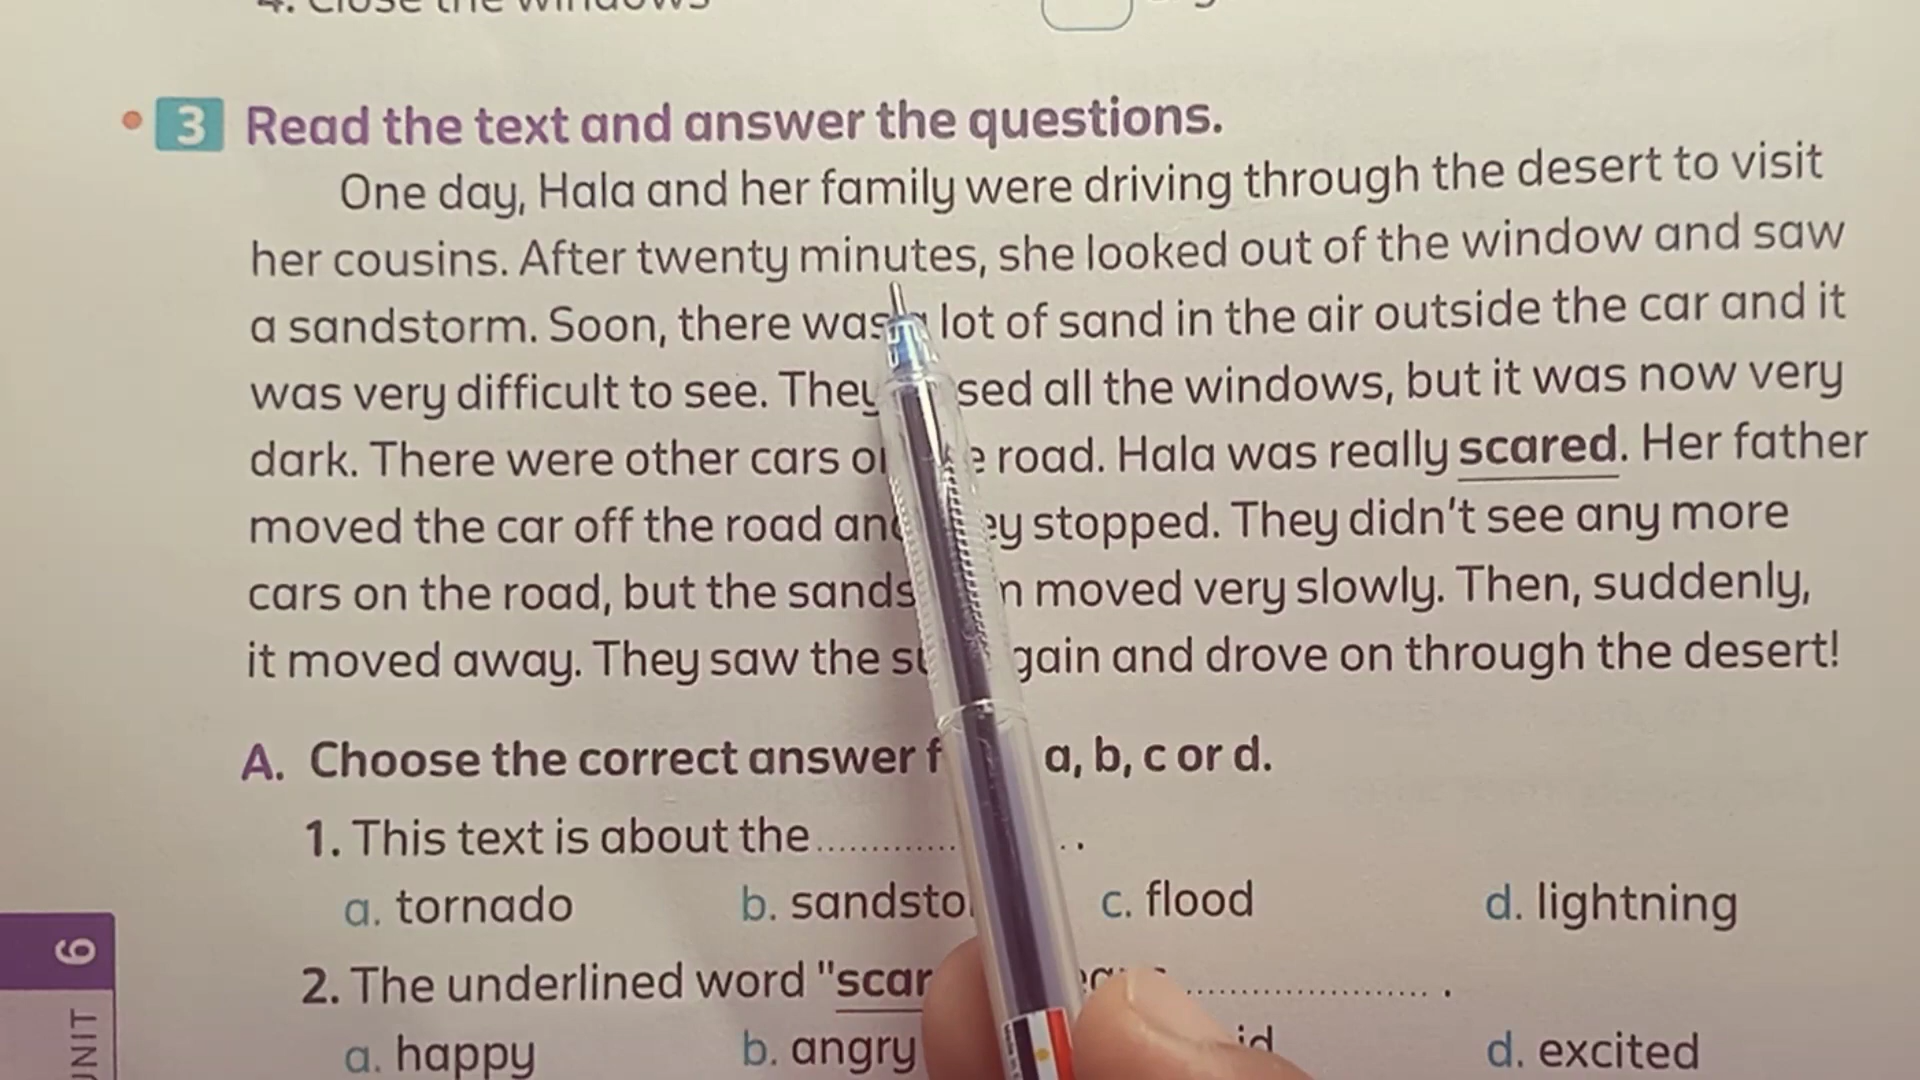 4. Close the windows
3 Read the text and answer the questions.
One day, Hala and her family were driving through the desert to visit
her cousins. After twenty minutes, she looked out of the window and saw
a sandstorm. Soon, there was lot of sand in the air outside the car and it
was very difficult to see. They sed all the windows, but it was now very
dark. There were other cars o e road. Hala was really scared. Her father
moved the car off the road an ey stopped. They didn't see any more
cars on the road, but the sands m moved very slowly. Then, suddenly,
it moved away. They saw the s gain and drove on through the desert!
A. Choose the correct answer f a, b, c or d.
1. This text is about the .............. .
a. tornado b. sandsto c. flood d. lightning
2. The underlined word "scar .............. .
a. happy b. angry id d. excited
6
UNIT